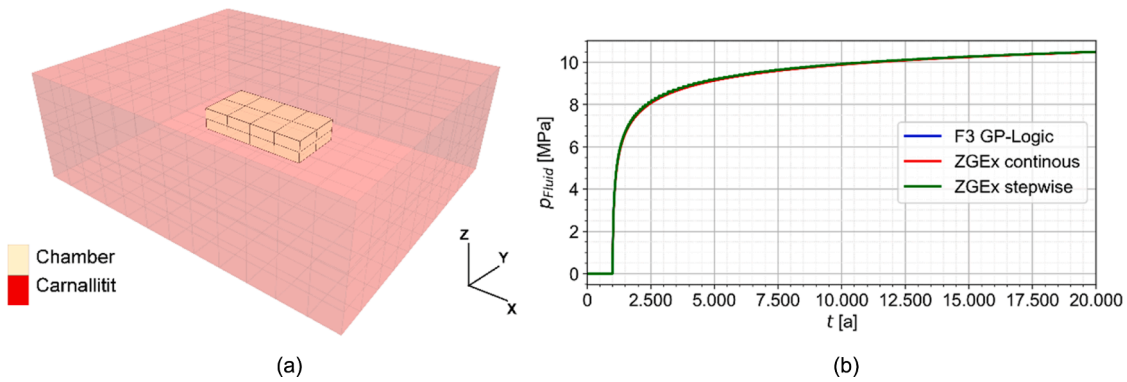 (a)
Chamber
Carnallitit
Z
Y
X
(b)
pFluid [MPa]
10
8
6
4
2
0
F3 GP-Logic
ZGEx continous
ZGEx stepwise
0 2.500 5.000 7.500 10.000 12.500 15.000 17.500 20.000
t [a]
(a)
(b)